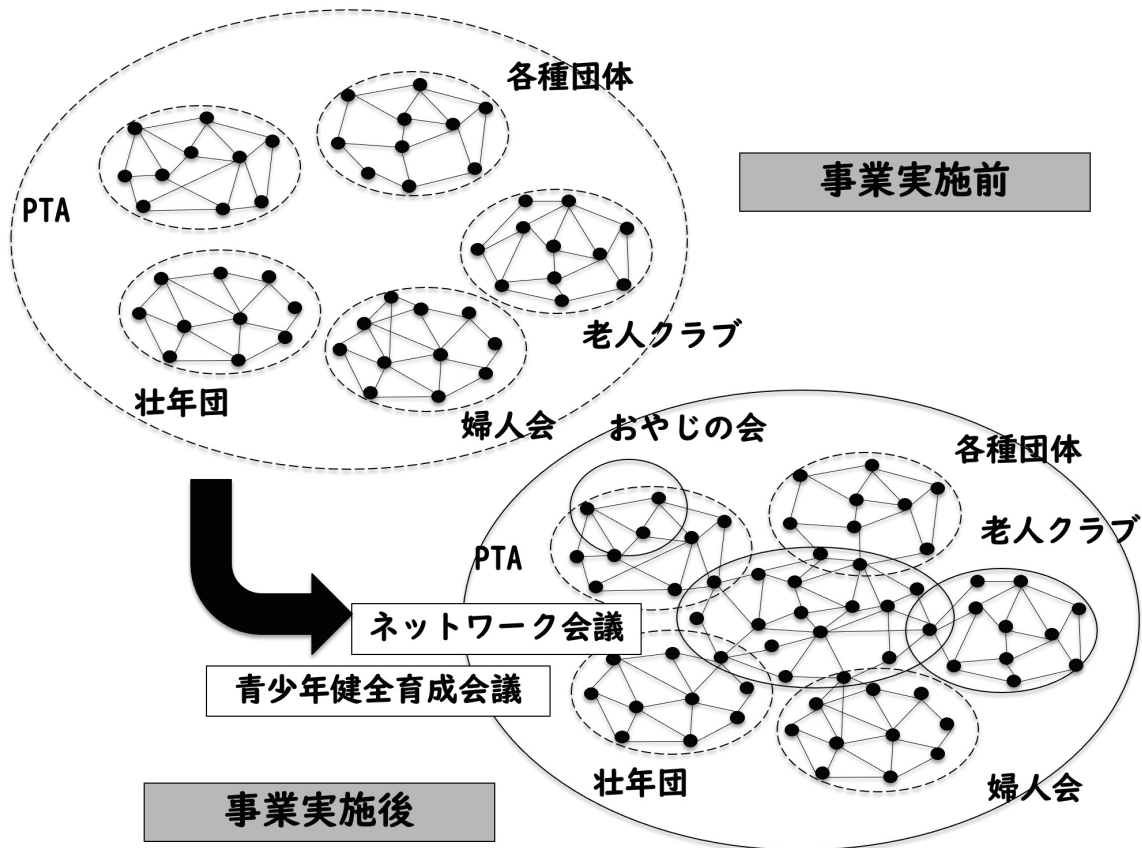 各種団体
事業実施前
PTA
老人クラブ
壮年団
婦人会
おやじの会
各種団体
老人クラブ
PTA
ネットワーク会議
青少年健全育成会議
壮年団
婦人会
事業実施後